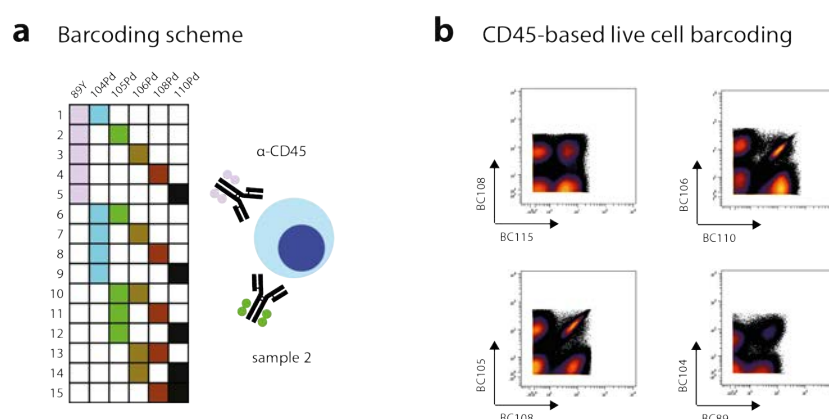 a Barcoding scheme
89Y 104Pd 105Pd 106Pd 108Pd 110Pd
1
2
3
4
5
6
7
8
9
10
11
12
13
14
15
α-CD45
sample 2
b CD45-based live cell barcoding
BC108
BC115
BC106
BC110
BC105
BC108
BC104
BC89